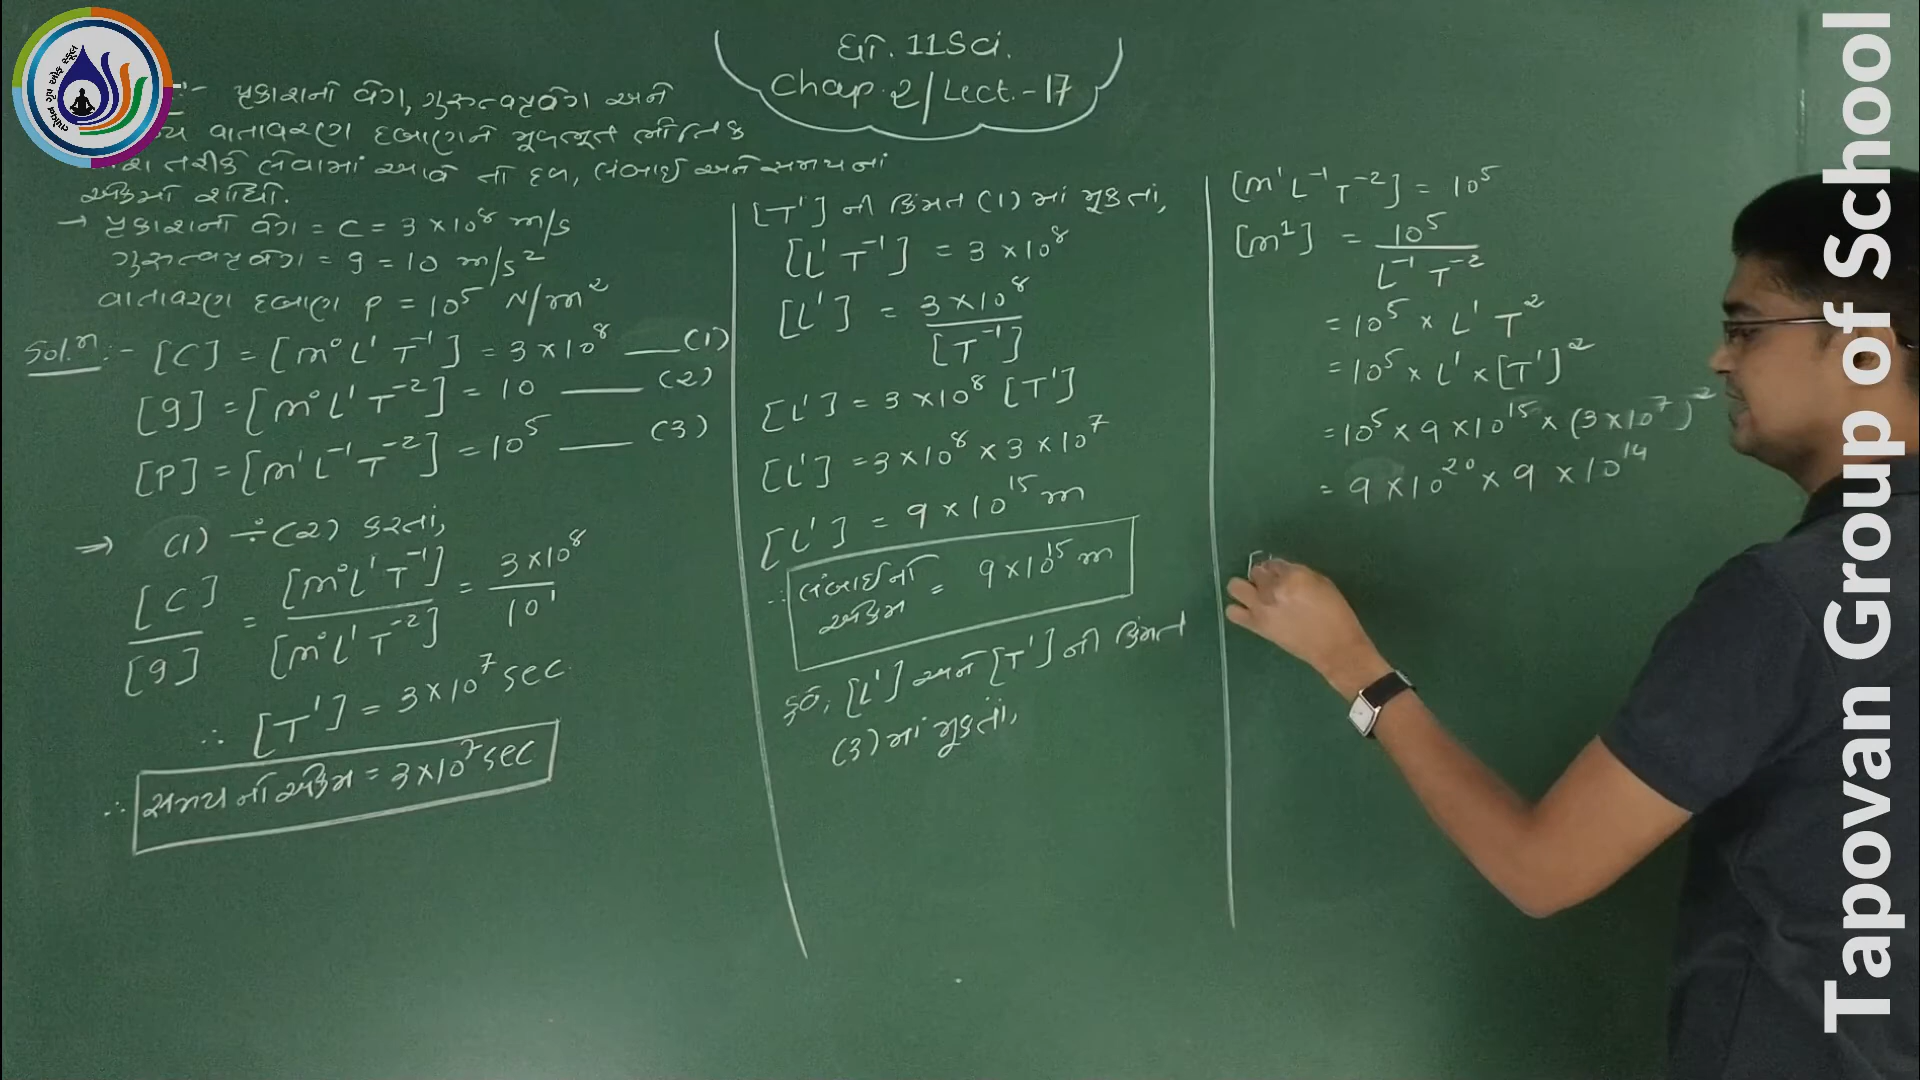 ધો. 11 Sci.
Chap. 2 / Lect. - 17
:- પ્રકાશનો વેગ, ગુરુત્વપ્રવેગ અને
વાતાવરણ દબાણને મૂળભૂત ભૌતિક
તરીકે લેવામાં આવે તો દળ, લંબાઈ અને સમયનાં
એકમો શોધો.
→ પ્રકાશનો વેગ = C = 3 × 10⁸ m/s
ગુરુત્વપ્રવેગ = g = 10 m/s²
વાતાવરણ દબાણ P = 10⁵ N/m²
Solⁿ :- [C] = [M⁰ L¹ T⁻¹] = 3 × 10⁸ —— (1)
[g] = [M⁰ L¹ T⁻²] = 10 —— (2)
[P] = [M¹ L⁻¹ T⁻²] = 10⁵ —— (3)
⇒ (1) ÷ (2) કરતાં,
[C] / [g] = [M⁰ L¹ T⁻¹] / [M⁰ L¹ T⁻²] = 3 × 10⁸ / 10¹
∴ [T¹] = 3 × 10⁷ sec.
∴ સમયનો એકમ = 3 × 10⁷ sec
[T¹] ની કિંમત (1) માં મૂકતાં,
[L¹ T⁻¹] = 3 × 10⁸
[L¹] = 3 × 10⁸ / [T⁻¹]
[L¹] = 3 × 10⁸ [T¹]
[L¹] = 3 × 10⁸ × 3 × 10⁷
[L¹] = 9 × 10¹⁵ m
∴ લંબાઈનો એકમ = 9 × 10¹⁵ m
હવે, [L¹] અને [T¹] ની કિંમત
(3) માં મૂકતાં,
[M¹ L⁻¹ T⁻²] = 10⁵
[M¹] = 10⁵ / L⁻¹ T⁻²
= 10⁵ × L¹ T²
= 10⁵ × L¹ × [T¹]²
= 10⁵ × 9 × 10¹⁵ × (3 × 10⁷)²
= 9 × 10²⁰ × 9 × 10¹⁴
Tapovan Group of School